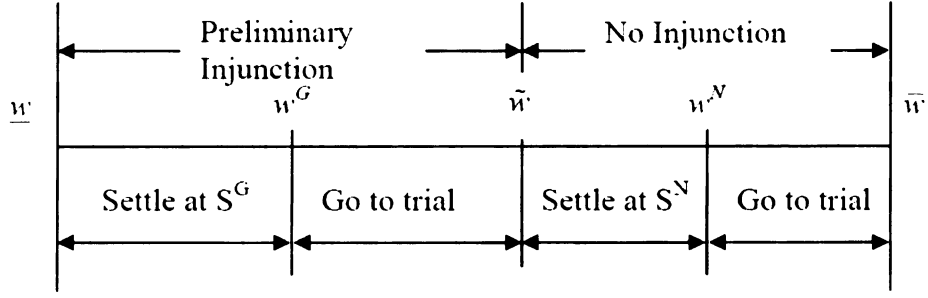 Preliminary
Injunction
No Injunction
w w^G w̃ w^N w̄
Settle at S^G Go to trial Settle at S^N Go to trial